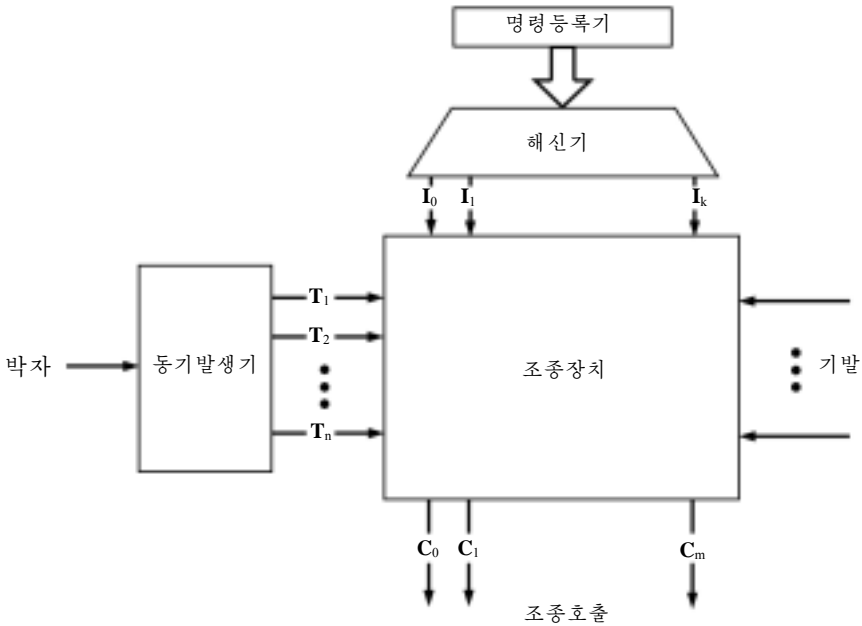 명령등록기
해신기
I₀ I₁ Iₖ
T₁
T₂
박자 동기발생기 조종장치 기발
Tₙ
C₀ C₁ Cₘ
조종호출